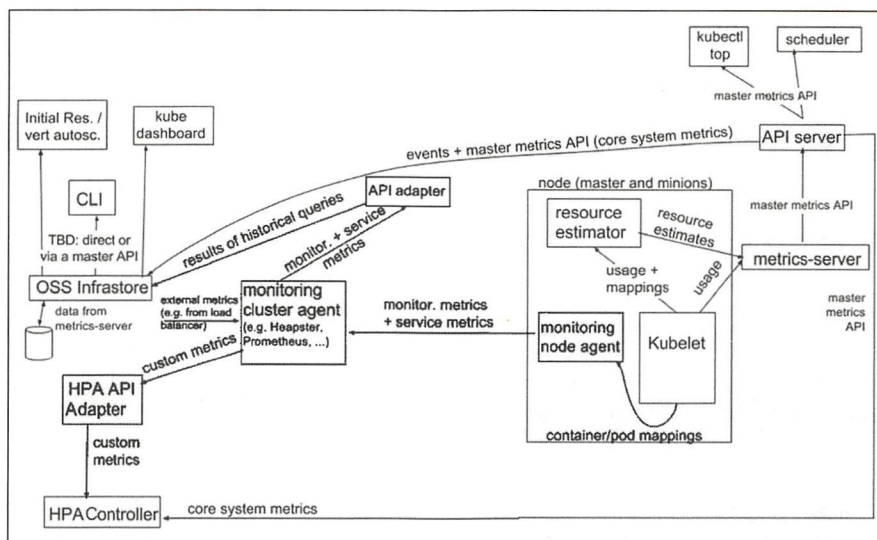 kubectl
top
scheduler
master metrics API
Initial Res. /
vert autosc.
kube
dashboard
API server
events + master metrics API (core system metrics)
CLI
API adapter
node (master and minions)
resource
estimator
resource
estimates
master metrics API
metrics-server
results of historical queries
monitor. + service
metrics
TBD: direct or
via a master API
OSS Infrastore
usage +
mappings
usage
data from
metrics-server
external metrics
(e.g. from load
balancer)
monitoring
cluster agent
(e.g. Heapster,
Prometheus, ...)
monitor. metrics
+ service metrics
monitoring
node agent
Kubelet
master
metrics
API
custom metrics
HPA API
Adapter
container/pod mappings
custom
metrics
HPA Controller
core system metrics